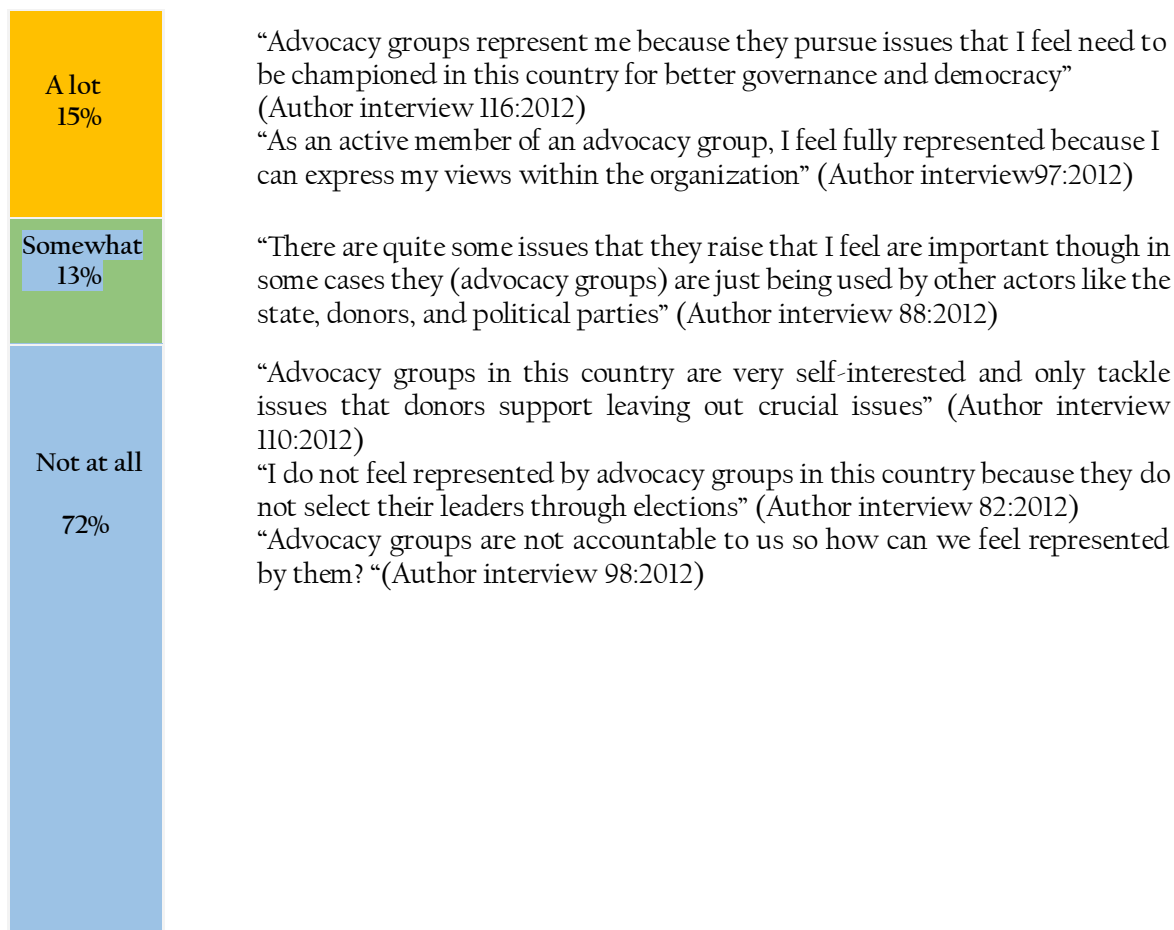 A lot
15%
“Advocacy groups represent me because they pursue issues that I feel need to
be championed in this country for better governance and democracy”
(Author interview 116:2012)
“As an active member of an advocacy group, I feel fully represented because I
can express my views within the organization” (Author interview97:2012)
Somewhat
13%
“There are quite some issues that they raise that I feel are important though in
some cases they (advocacy groups) are just being used by other actors like the
state, donors, and political parties” (Author interview 88:2012)
Not at all
72%
“Advocacy groups in this country are very self-interested and only tackle
issues that donors support leaving out crucial issues” (Author interview
110:2012)
“I do not feel represented by advocacy groups in this country because they do
not select their leaders through elections” (Author interview 82:2012)
“Advocacy groups are not accountable to us so how can we feel represented
by them? “(Author interview 98:2012)